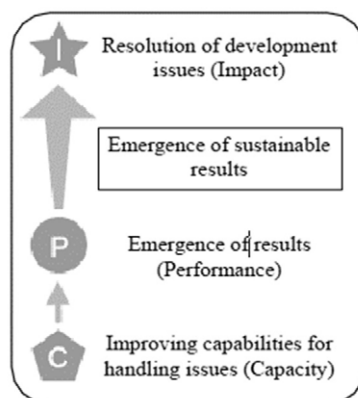 I
Resolution of development
issues (Impact)
Emergence of sustainable
results
P
Emergence of results
(Performance)
C
Improving capabilities for
handling issues (Capacity)